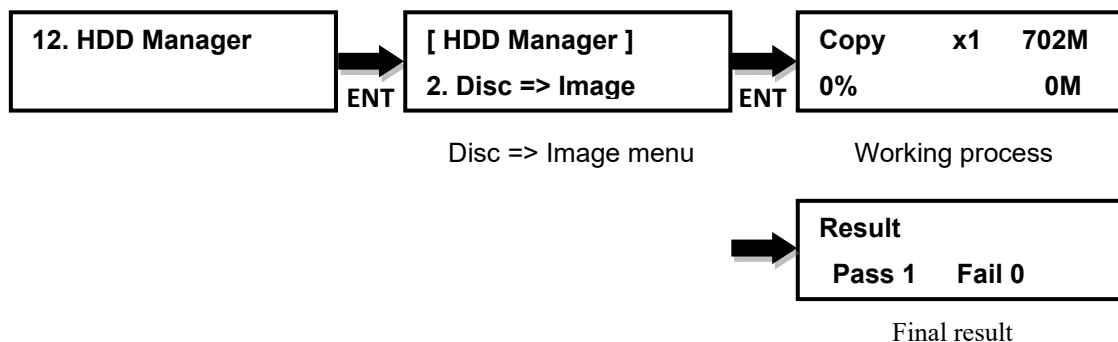 12. HDD Manager
ENT
[ HDD Manager ]
2. Disc => Image
ENT
Copy x1 702M
0% 0M
Disc => Image menu
Working process
Result
Pass 1 Fail 0
Final result